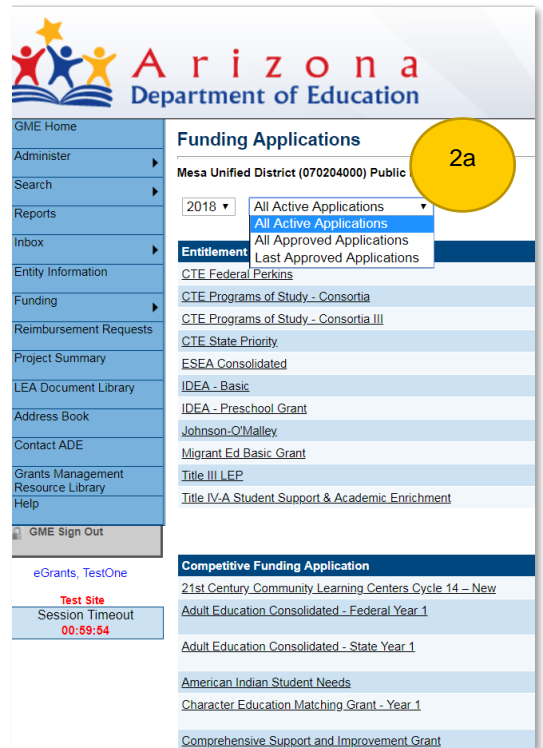 Arizona
Department of Education
GME Home
Administer
Search
Reports
Inbox
Entity Information
Funding
Reimbursement Requests
Project Summary
LEA Document Library
Address Book
Contact ADE
Grants Management
Resource Library
Help
GME Sign Out
eGrants, TestOne
Test Site
Session Timeout
00:59:54
Funding Applications
Mesa Unified District (070204000) Public
2a
2018 All Active Applications
All Active Applications
All Approved Applications
Last Approved Applications
Entitlement
CTE Federal Perkins
CTE Programs of Study - Consortia
CTE Programs of Study - Consortia III
CTE State Priority
ESEA Consolidated
IDEA - Basic
IDEA - Preschool Grant
Johnson-O'Malley
Migrant Ed Basic Grant
Title III LEP
Title IV-A Student Support & Academic Enrichment
Competitive Funding Application
21st Century Community Learning Centers Cycle 14 – New
Adult Education Consolidated - Federal Year 1
Adult Education Consolidated - State Year 1
American Indian Student Needs
Character Education Matching Grant - Year 1
Comprehensive Support and Improvement Grant